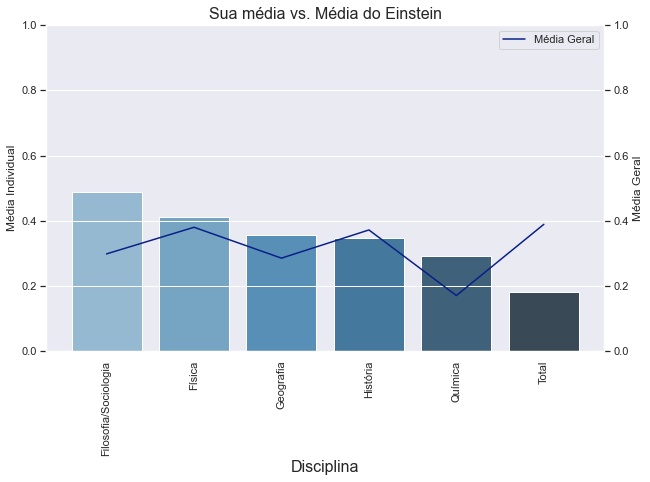 Sua média vs. Média do Einstein
Média Geral
1.0
0.8
0.6
0.4
0.2
0.0
Média Individual
1.0
0.8
0.6
0.4
0.2
0.0
Média Geral
Filosofia/Sociologia
Física
Geografia
História
Química
Total
Disciplina